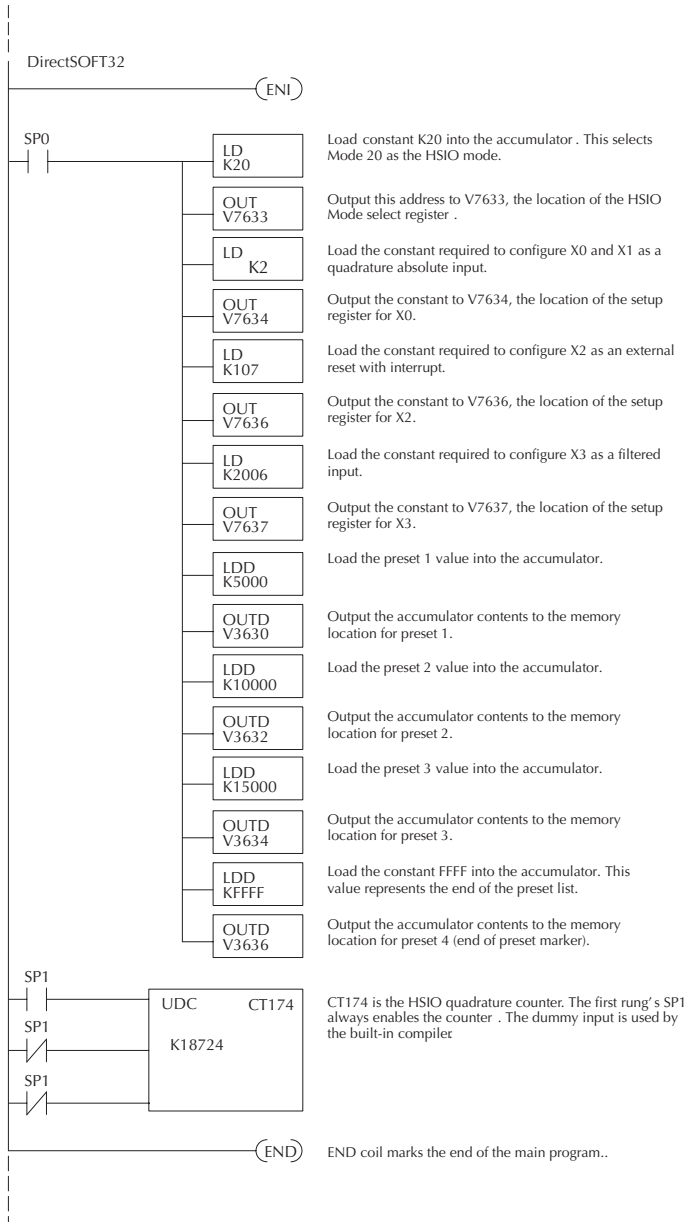 DirectSOFT32
ENI
SP0
LD
K20
Load constant K20 into the accumulator . This selects
Mode 20 as the HSIO mode.
OUT
V7633
Output this address to V7633, the location of the HSIO
Mode select register .
LD
K2
Load the constant required to configure X0 and X1 as a
quadrature absolute input.
OUT
V7634
Output the constant to V7634, the location of the setup
register for X0.
LD
K107
Load the constant required to configure X2 as an external
reset with interrupt.
OUT
V7636
Output the constant to V7636, the location of the setup
register for X2.
LD
K2006
Load the constant required to configure X3 as a filtered
input.
OUT
V7637
Output the constant to V7637, the location of the setup
register for X3.
LDD
K5000
Load the preset 1 value into the accumulator.
OUTD
V3630
Output the accumulator contents to the memory
location for preset 1.
LDD
K10000
Load the preset 2 value into the accumulator.
OUTD
V3632
Output the accumulator contents to the memory
location for preset 2.
LDD
K15000
Load the preset 3 value into the accumulator.
OUTD
V3634
Output the accumulator contents to the memory
location for preset 3.
LDD
KFFFF
Load the constant FFFF into the accumulator. This
value represents the end of the preset list.
OUTD
V3636
Output the accumulator contents to the memory
location for preset 4 (end of preset marker).
SP1
UDC CT174
K18724
SP1
SP1
CT174 is the HSIO quadrature counter. The first rung's SP1
always enables the counter . The dummy input is used by
the built-in compiler
END
END coil marks the end of the main program..